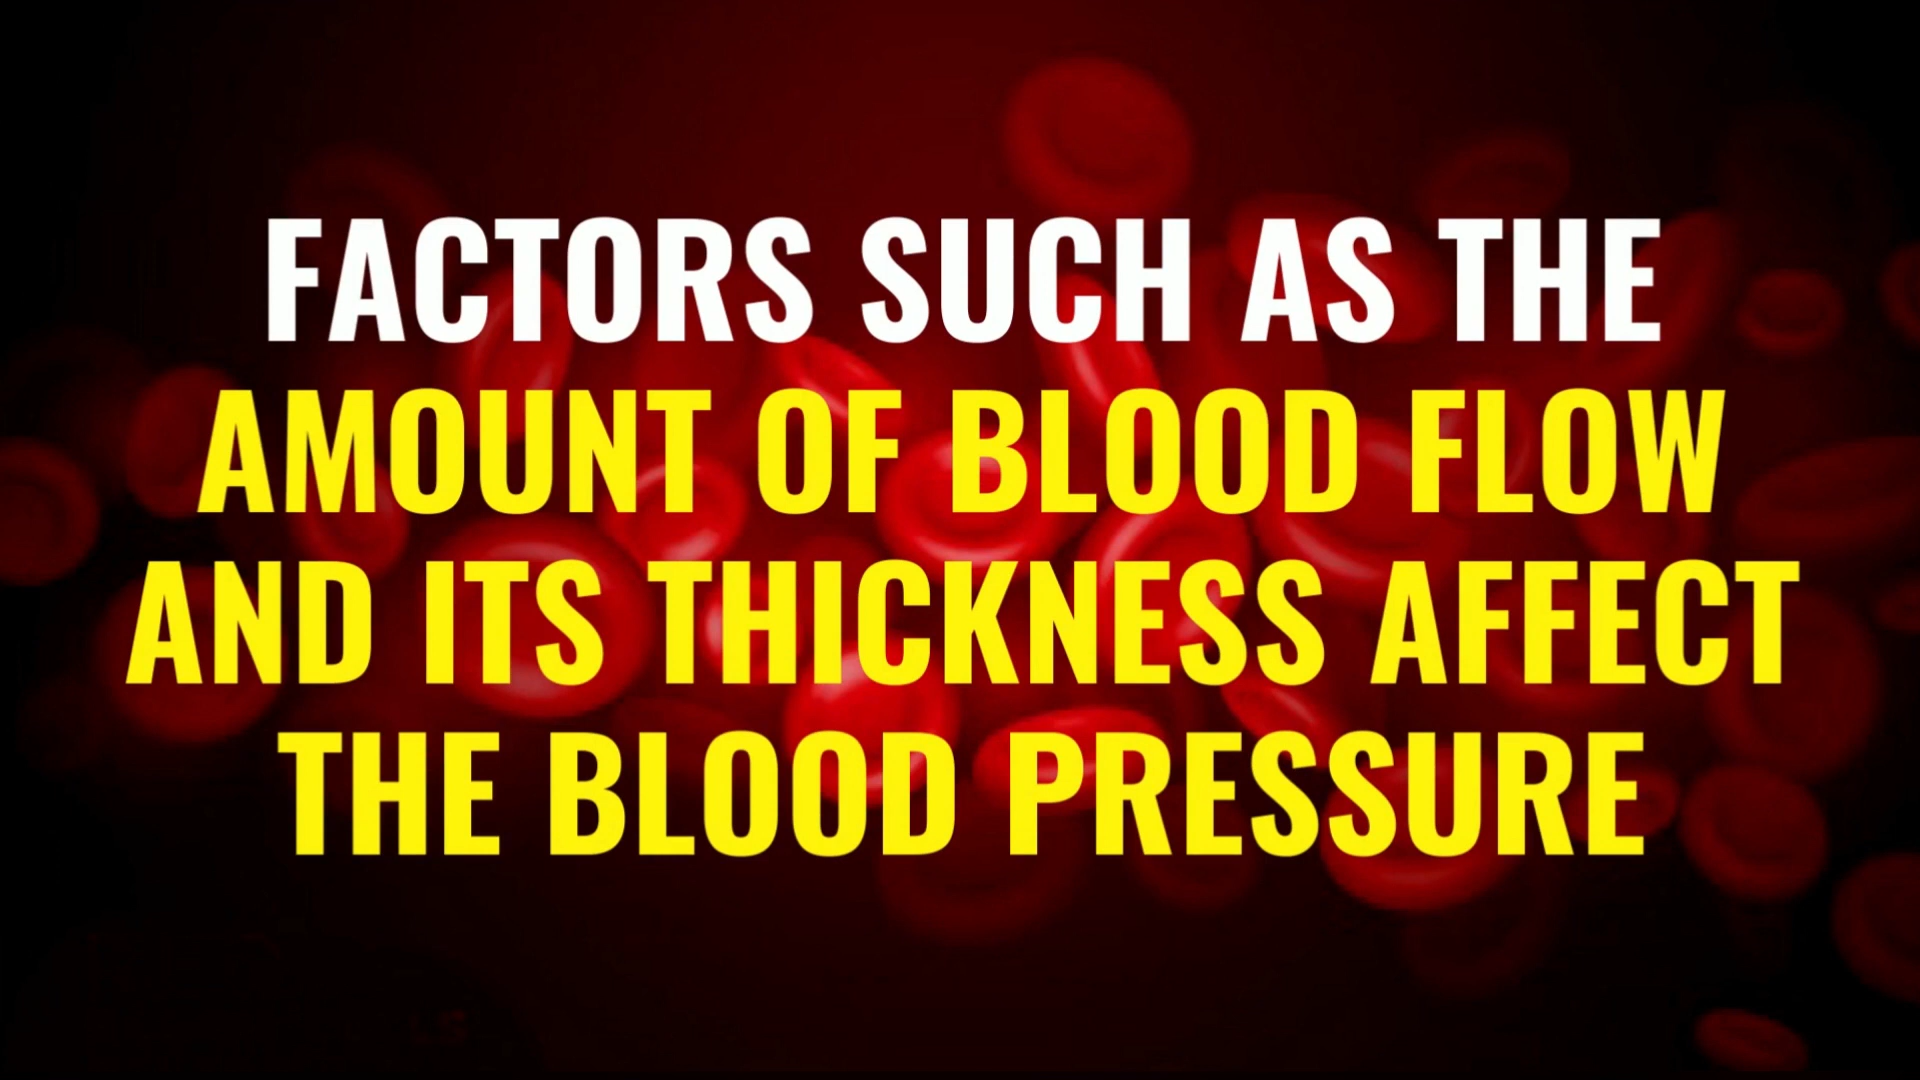 FACTORS SUCH AS THE
AMOUNT OF BLOOD FLOW
AND ITS THICKNESS AFFECT
THE BLOOD PRESSURE